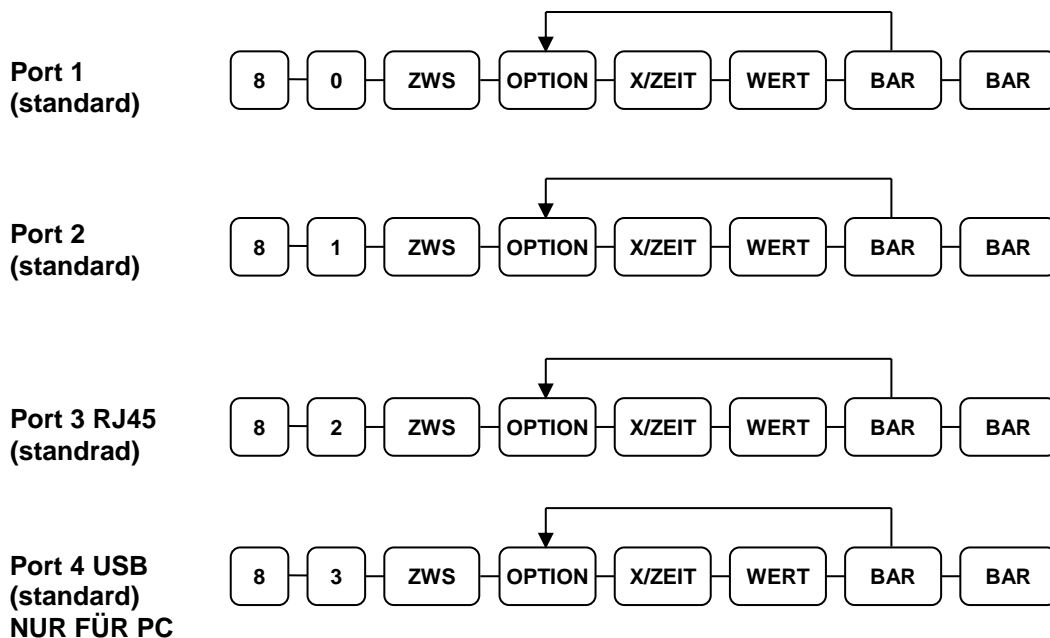 Port 1
(standard)
8 0 ZWS OPTION X/ZEIT WERT BAR BAR
Port 2
(standard)
8 1 ZWS OPTION X/ZEIT WERT BAR BAR
Port 3 RJ45
(standrad)
8 2 ZWS OPTION X/ZEIT WERT BAR BAR
Port 4 USB
(standard)
NUR FÜR PC
8 3 ZWS OPTION X/ZEIT WERT BAR BAR